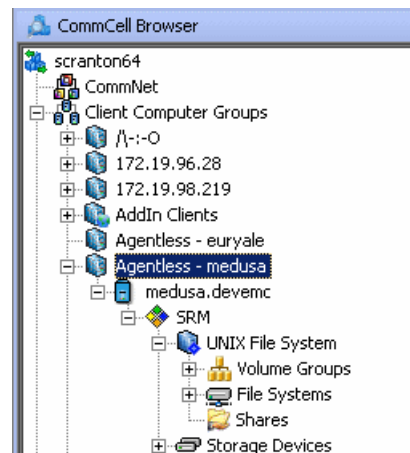 CommCell Browser
scranton64
CommNet
Client Computer Groups
/\-:-O
172.19.96.28
172.19.98.219
AddIn Clients
Agentless - euryale
Agentless - medusa
medusa.devemc
SRM
UNIX File System
Volume Groups
File Systems
Shares
Storage Devices